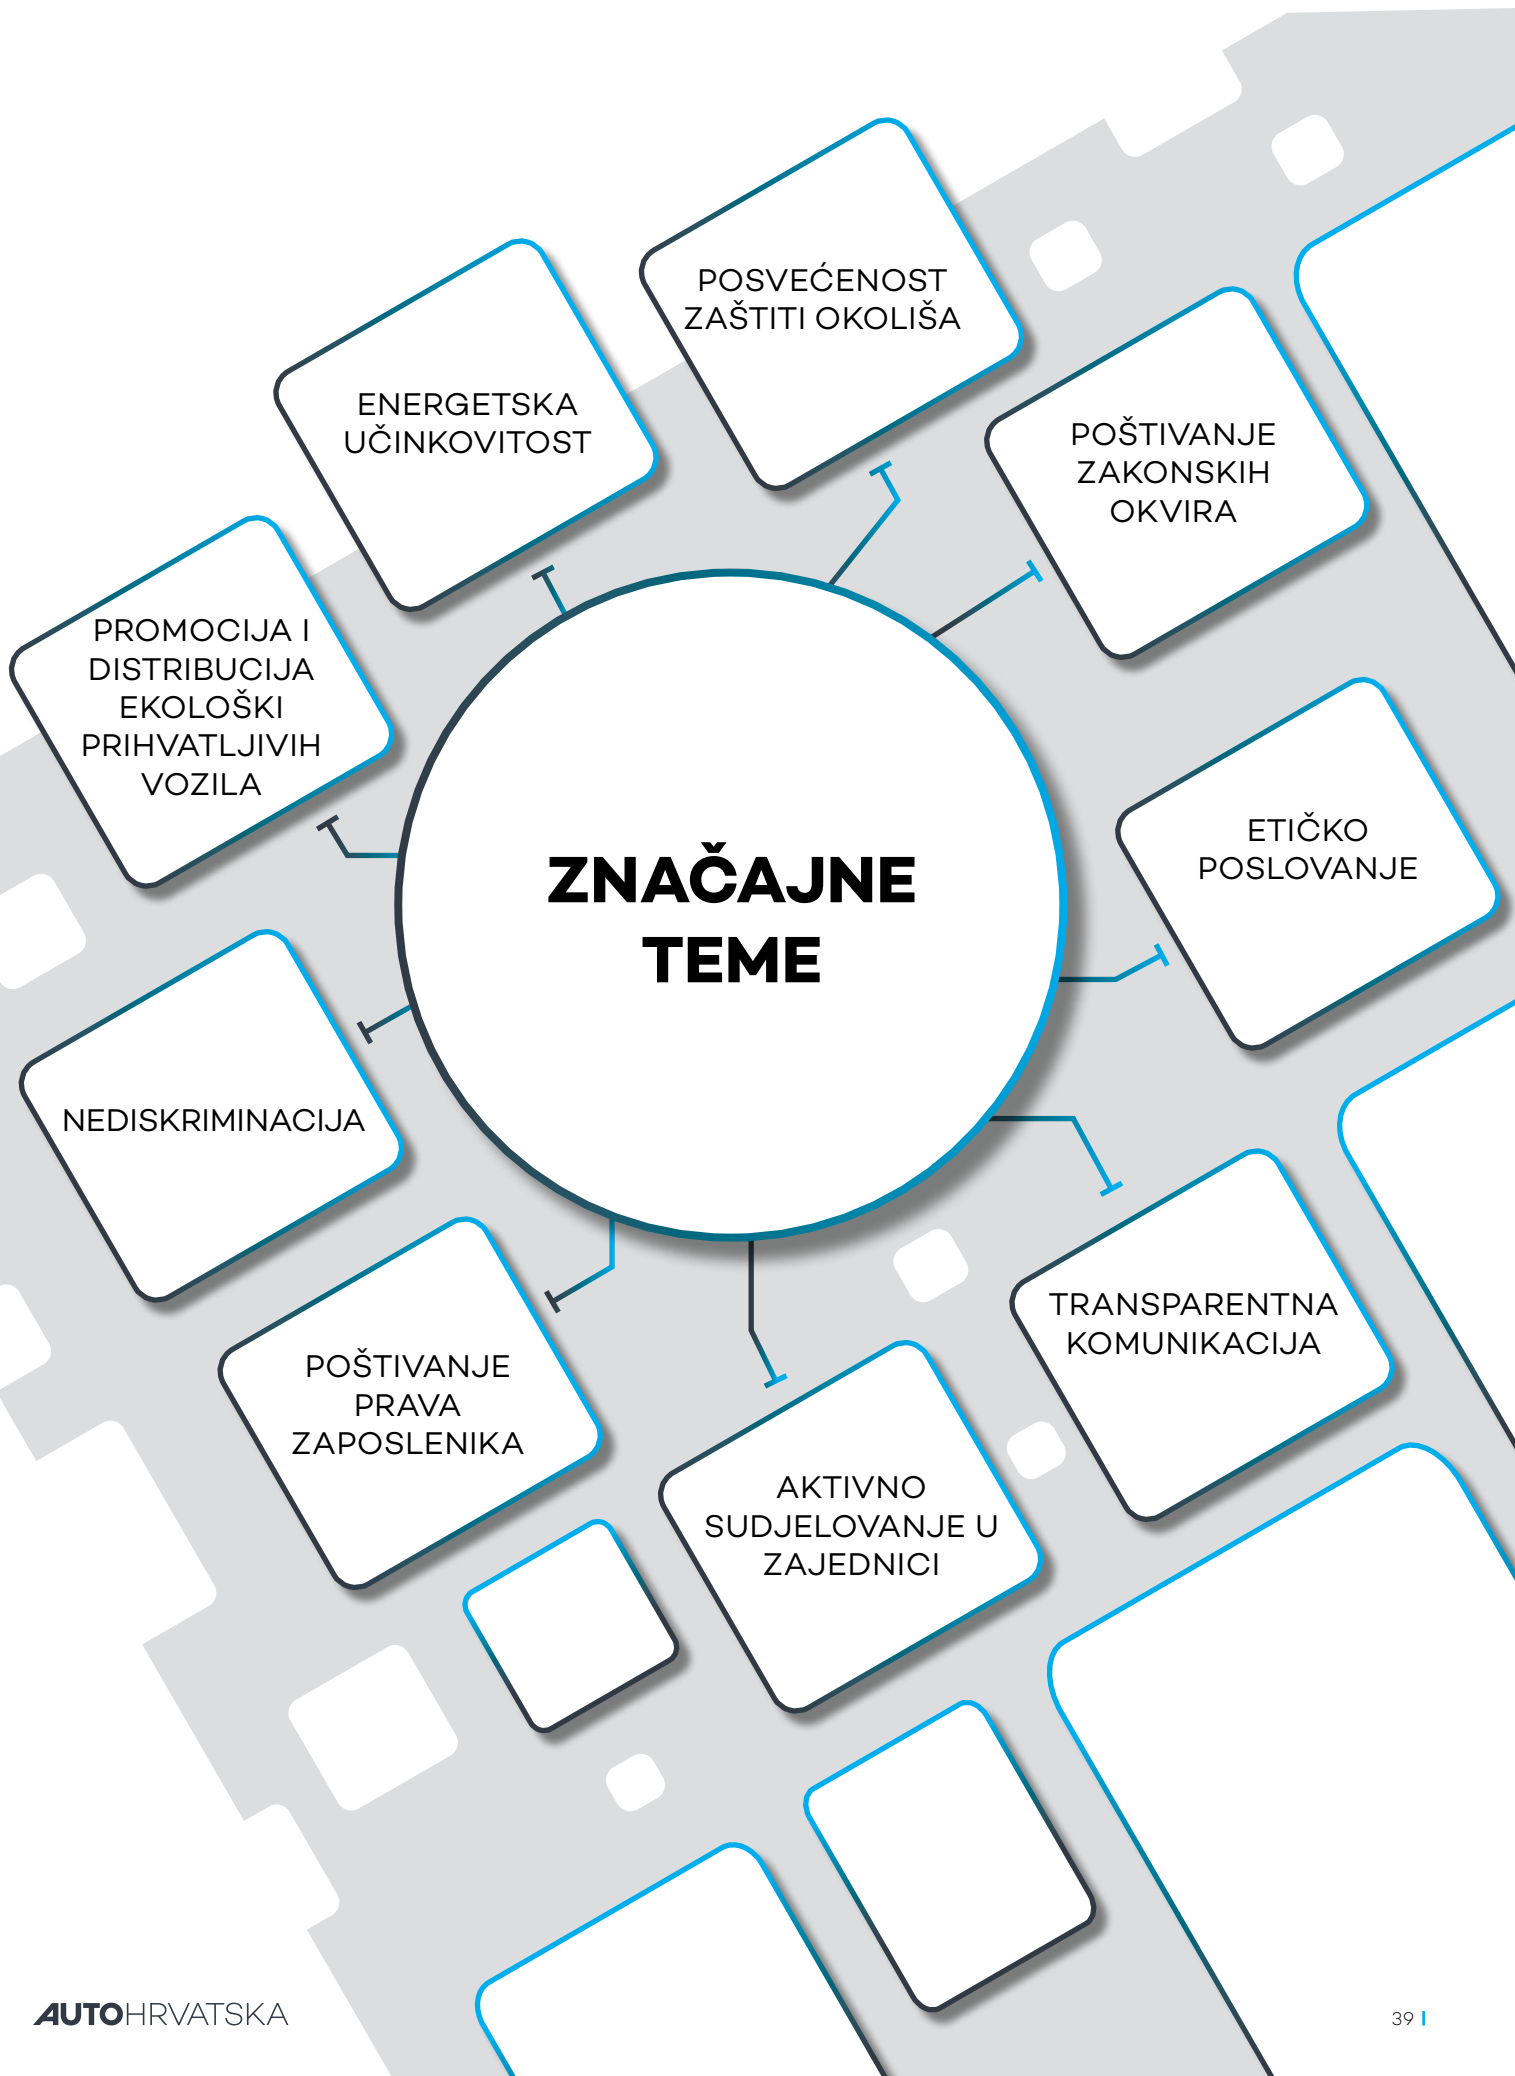 POSVEĆENOST
ZAŠTITI OKOLIŠA
ENERGETSKA
UČINKOVITOST
POŠTIVANJE
ZAKONSKIH
OKVIRA
PROMOCIJA I
DISTRIBUCIJA
EKOLOŠKI
PRIHVATLJIVIH
VOZILA
ETIČKO
POSLOVANJE
ZNAČAJNE
TEME
NEDISKRIMINACIJA
TRANSPARENTNA
KOMUNIKACIJA
POŠTIVANJE
PRAVA
ZAPOSLENIKA
AKTIVNO
SUDJELOVANJE U
ZAJEDNICI
AUTOHRVATSKA
39